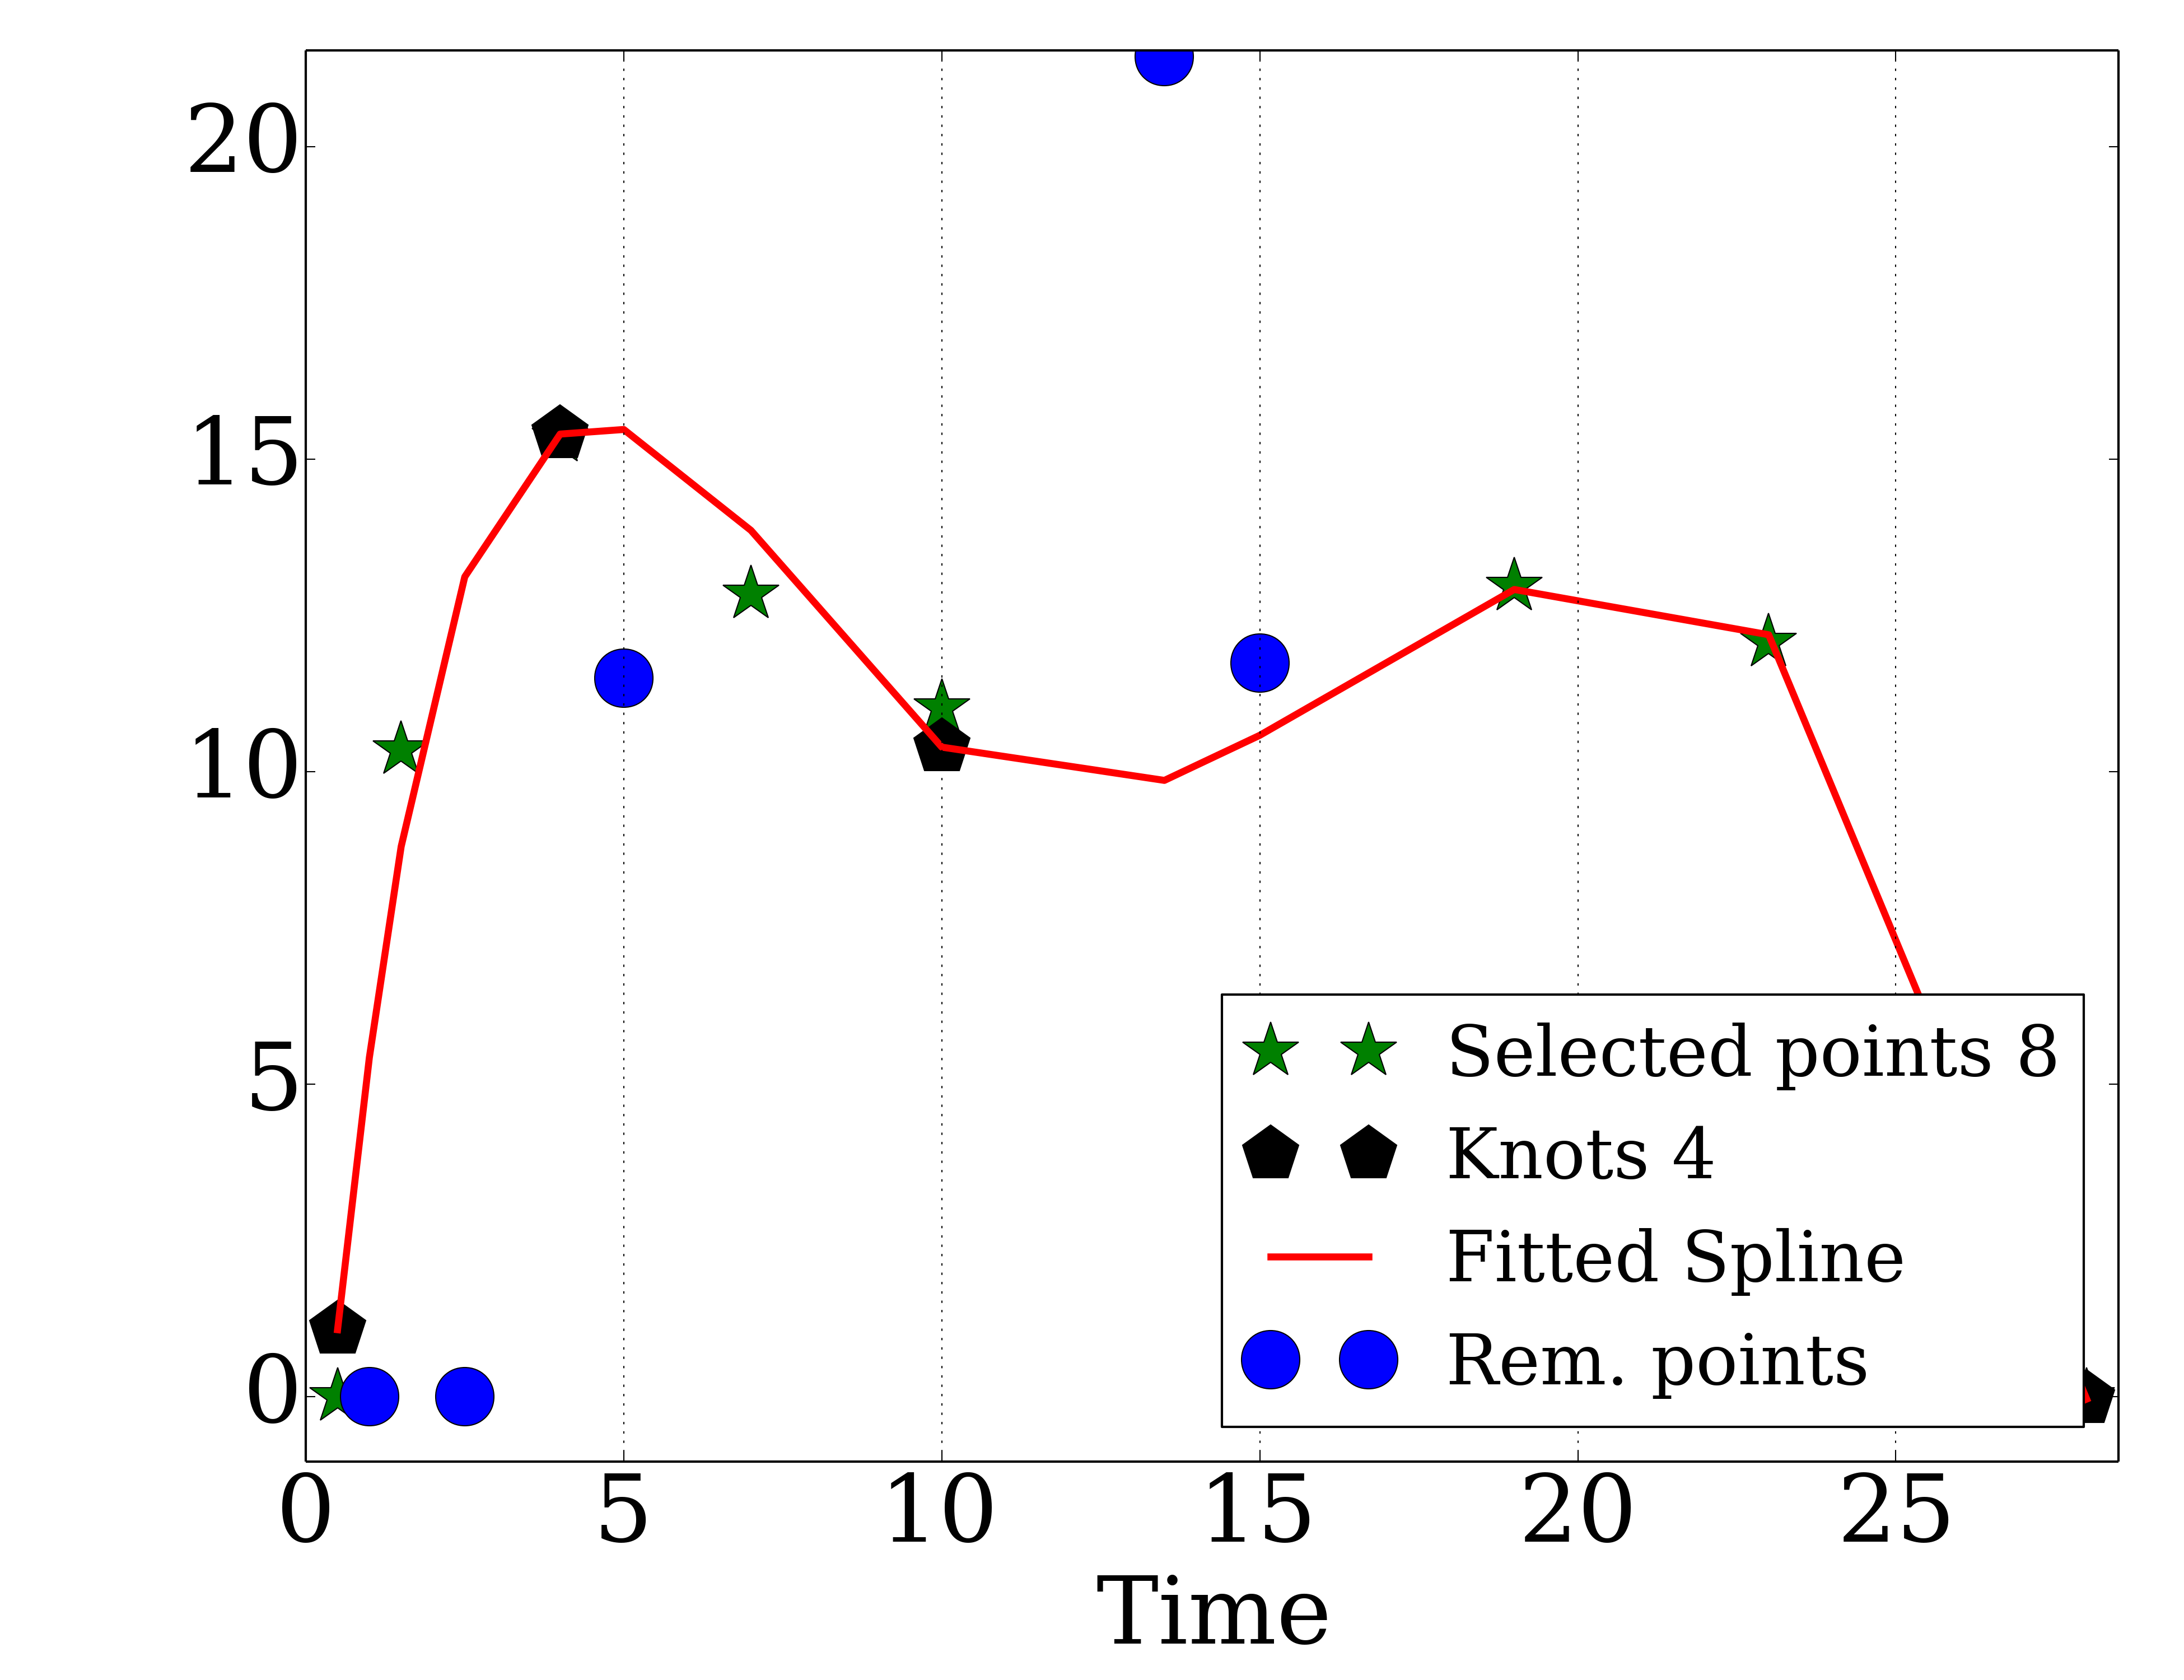 20
15
10
5
0
Selected points 8
Knots 4
Fitted Spline
Rem. points
0 5 10 15 20 25
Time